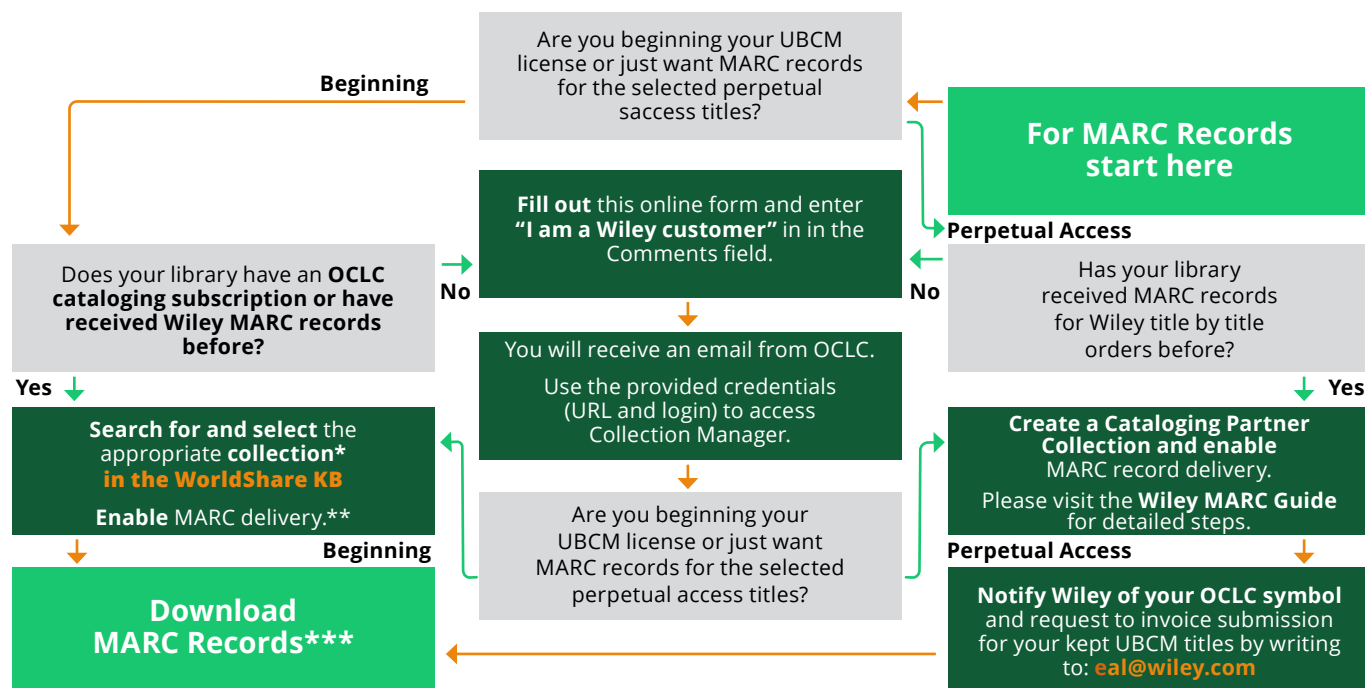 Are you beginning your UBCM
license or just want MARC records
for the selected perpetual
saccess titles?
Beginning
For MARC Records
start here
Fill out this online form and enter
“I am a Wiley customer” in in the
Comments field.
Perpetual Access
Does your library have an OCLC
cataloging subscription or have
received Wiley MARC records
before?
No
No
Has your library
received MARC records
for Wiley title by title
orders before?
You will receive an email from OCLC.
Use the provided credentials
(URL and login) to access
Collection Manager.
Yes
Yes
Search for and select the
appropriate collection*
in the WorldShare KB
Enable MARC delivery.**
Create a Cataloging Partner
Collection and enable
MARC record delivery.
Please visit the Wiley MARC Guide
for detailed steps.
Are you beginning your
UBCM license or just want
MARC records for the selected
perpetual access titles?
Beginning
Perpetual Access
Download
MARC Records***
Notify Wiley of your OCLC symbol
and request to invoice submission
for your kept UBCM titles by writing
to: eal@wiley.com